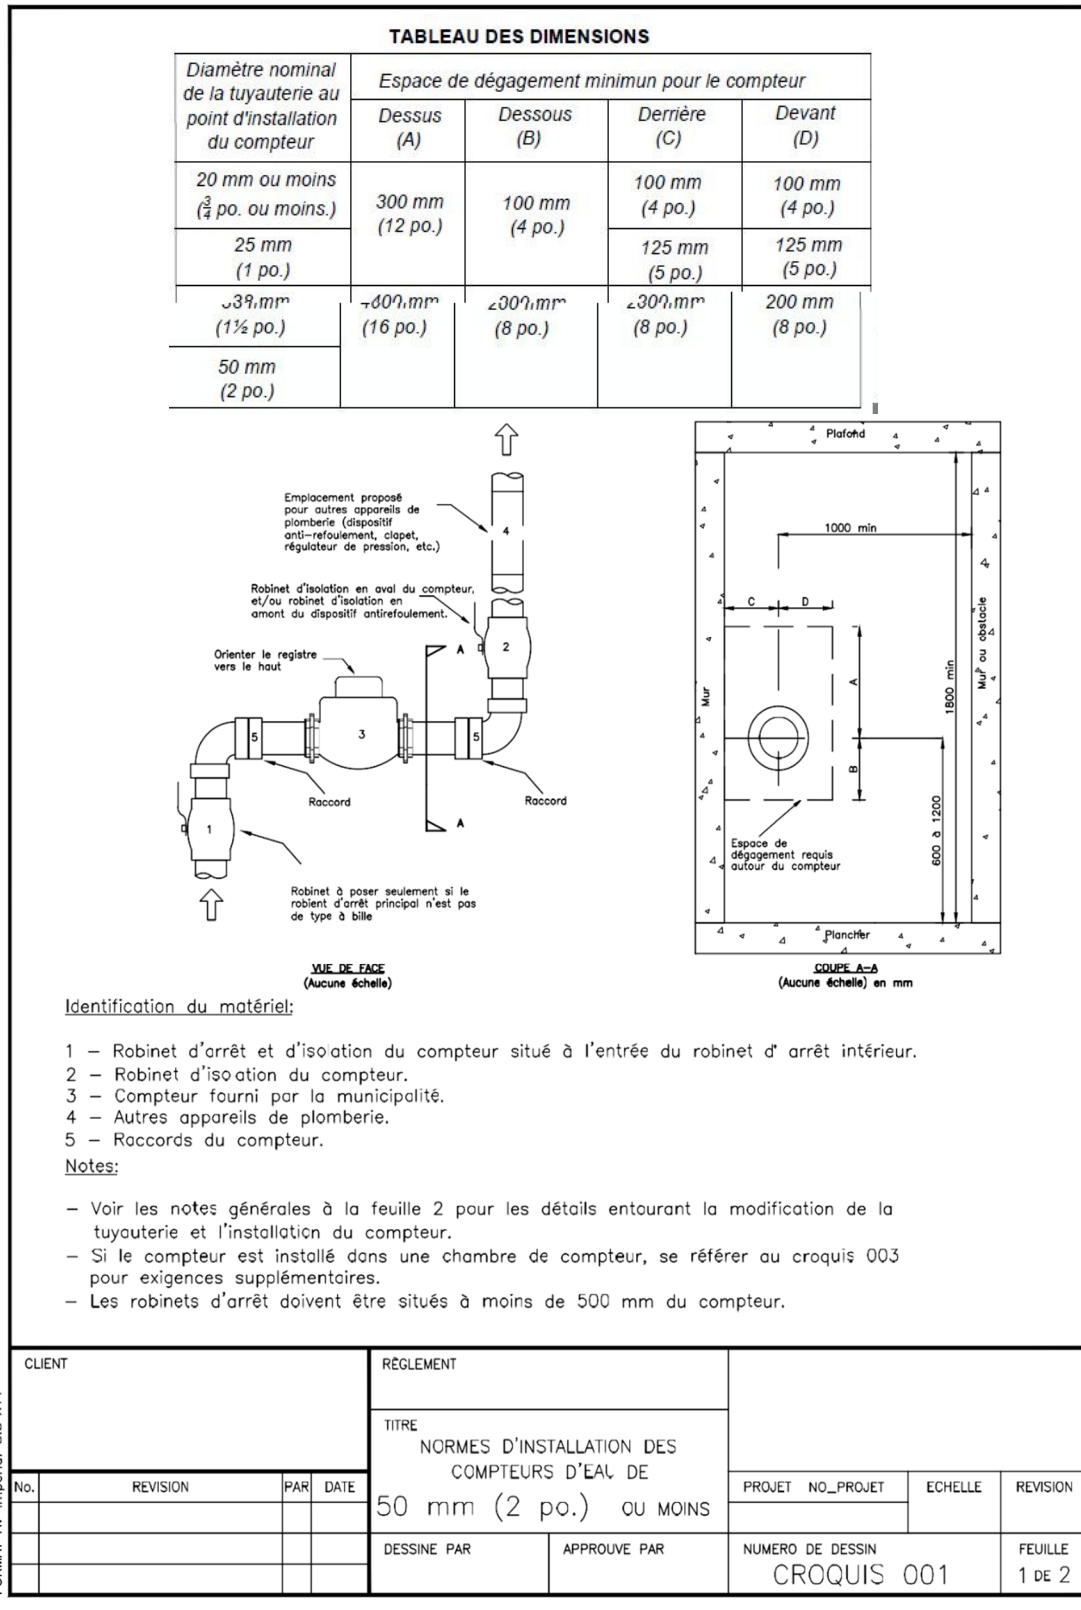 TABLEAU DES DIMENSIONS
Diamètre nominal
de la tuyauterie au
point d'installation
du compteur
Espace de dégagement minimun pour le compteur
Dessus
(A)
Dessous
(B)
Derrière
(C)
Devant
(D)
20 mm ou moins
(¾ po. ou moins.)
300 mm
(12 po.)
100 mm
(4 po.)
100 mm
(4 po.)
100 mm
(4 po.)
25 mm
(1 po.)
125 mm
(5 po.)
125 mm
(5 po.)
mm
(1½ po.)
mm
(16 po.)
mm
(8 po.)
mm
(8 po.)
200 mm
(8 po.)
50 mm
(2 po.)
Emplacement proposé
pour autres appareils de
plomberie (dispositif
anti-refoulement, clapet,
régulateur de pression, etc.)
4
Robinet d'isolation en aval du compteur,
et/ou robinet d'isolation en
amont du dispositif antirefoulement.
A
2
Orienter le registre
vers le haut
5
3
5
Raccord
Raccord
1
A
Robinet à poser seulement si le
robient d'arrêt principal n'est pas
de type à bille
VUE DE FACE
(Aucune échelle)
Plafond
1000 min
C
D
Mur
A
B
1800 min
Mur ou obstacle
600 à 1200
Espace de
dégagement requis
autour du compteur
Plancher
COUPE A-A
(Aucune échelle) en mm
Identification du matériel:
1 – Robinet d'arrêt et d'isolation du compteur situé à l'entrée du robinet d' arrêt intérieur.
2 – Robinet d'isolation du compteur.
3 – Compteur fourni par la municipalité.
4 – Autres appareils de plomberie.
5 – Raccords du compteur.
Notes:
– Voir les notes générales à la feuille 2 pour les détails entourant la modification de la
tuyauterie et l'installation du compteur.
– Si le compteur est installé dans une chambre de compteur, se référer au croquis 003
pour exigences supplémentaires.
– Les robinets d'arrêt doivent être situés à moins de 500 mm du compteur.
CLIENT
RÈGLEMENT
TITRE
NORMES D'INSTALLATION DES
COMPTEURS D'EAU DE
50 mm (2 po.) OU MOINS
No.
REVISION
PAR
DATE
PROJET NO_PROJET
ECHELLE
REVISION
DESSINE PAR
APPROUVE PAR
NUMERO DE DESSIN
CROQUIS 001
FEUILLE
1 DE 2